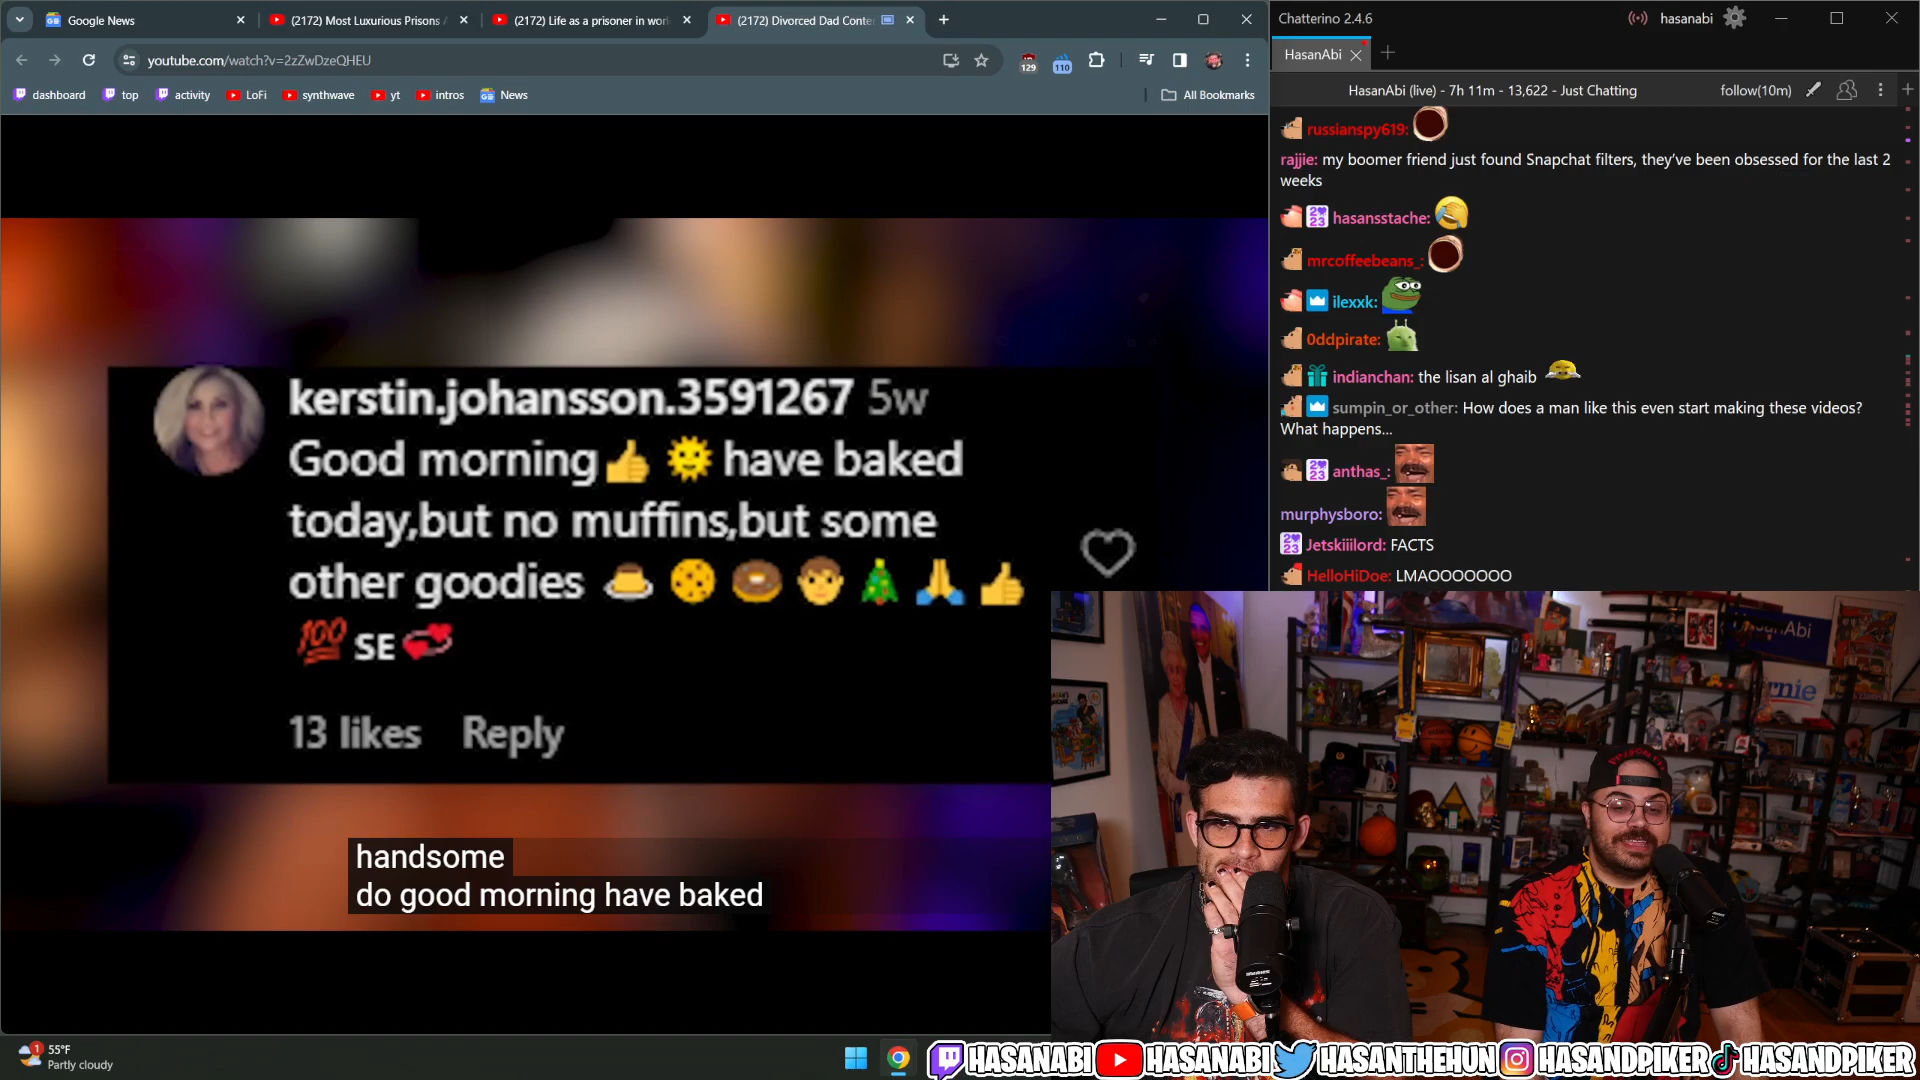 Google News
(2172) Most Luxurious Prisons
(2172) Life as a prisoner in wor
(2172) Divorced Dad Conte
youtube.com/watch?v=2zZwDzeQHEU
129
110
dashboard
top
activity
LoFi
synthwave
yt
intros
News
All Bookmarks
kerstin.johansson.3591267 5w
Good morning👍🌞 have baked
today,but no muffins,but some
other goodies 🍮🍪🍩👦🎄🙏👍
💯SE💞
13 likes Reply
handsome
do good morning have baked
Chatterino 2.4.6
hasanabi
HasanAbi
HasanAbi (live) - 7h 11m - 13,622 - Just Chatting
follow(10m)
russianspy619:
rajjie: my boomer friend just found Snapchat filters, they've been obsessed for the last 2
weeks
hasansstache:
mrcoffeebeans_:
ilexxk:
0ddpirate:
indianchan: the lisan al ghaib
sumpin_or_other: How does a man like this even start making these videos?
What happens...
anthas_:
murphysboro:
Jetskiiilord: FACTS
HelloHiDoe: LMAOOOOOOO
1
55°F
Partly cloudy
HASANABI
HASANABI
HASANTHEHUN
HASANDPIKER
HASANDPIKER